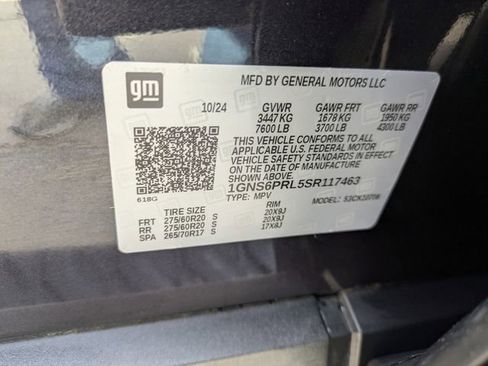 gm
MFD BY GENERAL MOTORS LLC
10/24 GVWR GAWR FRT GAWR RR
3447 KG 1678 KG 1950 KG
7600 LB 3700 LB 4300 LB
THIS VEHICLE CONFORMS TO ALL
APPLICABLE U.S. FEDERAL MOTOR
VEHICLE SAFETY STANDARDS IN
EFFECT ON THE DATE OF
MANUFACTURE SHOWN ABOVE.
1GNS6PRL5SR117463
TYPE: MPV MODEL:
618G
TIRE SIZE RIM
FRT 275/60R20 S 20X9J
RR 275/60R20 S 20X9J
SPA 265/70R17 S 17X8J